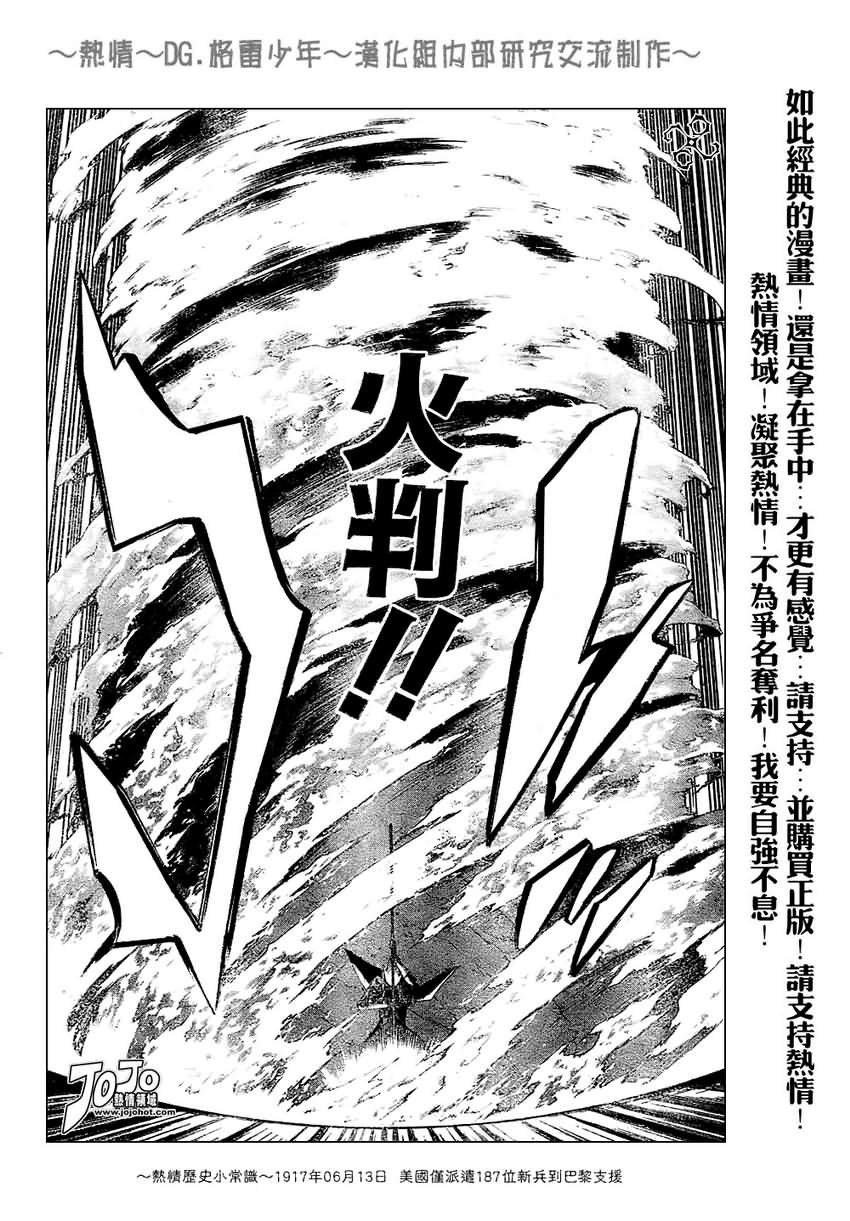 ～熱情～DG.格雷少年～漢化組內部研究交流制作～
如此經典的漫畫！還是拿在手中…才更有感覺…請支持…並購買正版！請支持熱情！
熱情領域！凝聚熱情！不為爭名奪利！我要自強不息！
火判!!
JOJO
熱情領域
www.jojohot.com
～熱情歷史小常識～1917年06月13日 美國僅派遣187位新兵到巴黎支援